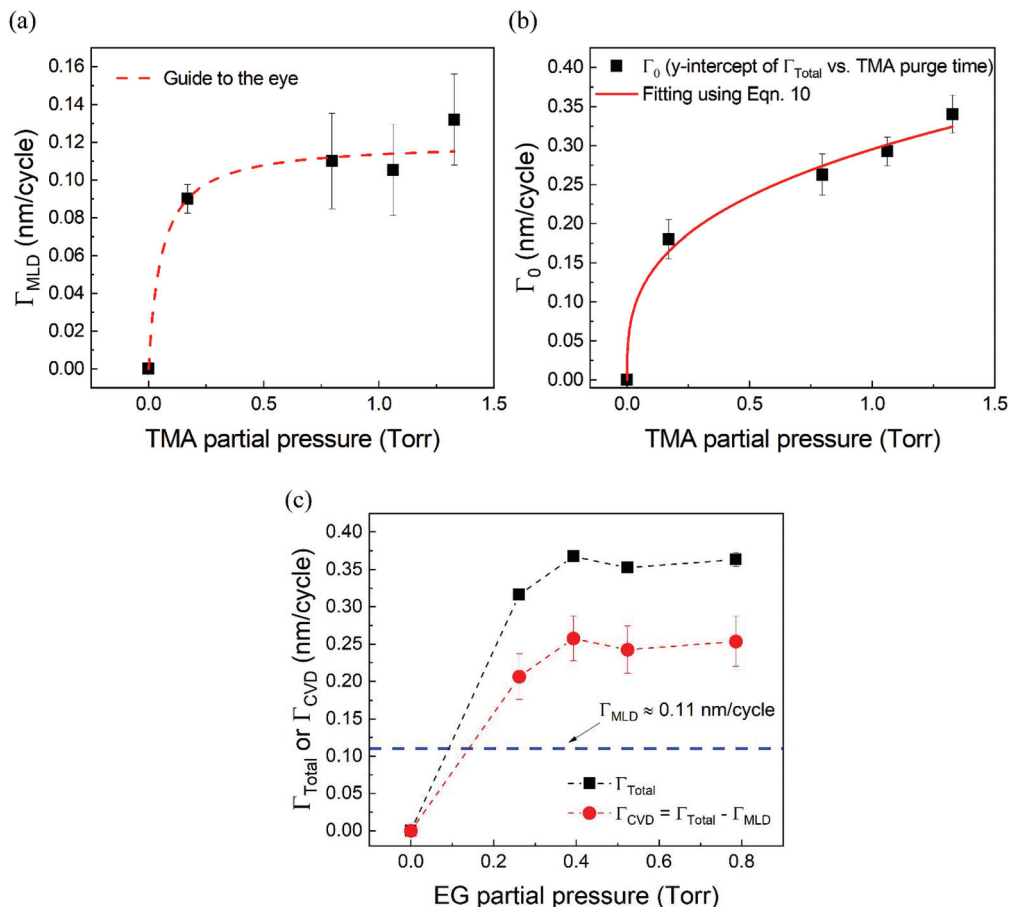 (a)
ΓMLD (nm/cycle)
0.16
0.14
0.12
0.10
0.08
0.06
0.04
0.02
0.00
Guide to the eye
0.0 0.5 1.0 1.5
TMA partial pressure (Torr)
(b)
Γ0 (nm/cycle)
0.40
0.35
0.30
0.25
0.20
0.15
0.10
0.05
0.00
Γ0 (y-intercept of ΓTotal vs. TMA purge time)
Fitting using Eqn. 10
0.0 0.5 1.0 1.5
TMA partial pressure (Torr)
(c)
ΓTotal or ΓCVD (nm/cycle)
0.40
0.35
0.30
0.25
0.20
0.15
0.10
0.05
0.00
ΓMLD ≈ 0.11 nm/cycle
ΓTotal
ΓCVD = ΓTotal - ΓMLD
0.0 0.2 0.4 0.6 0.8
EG partial pressure (Torr)